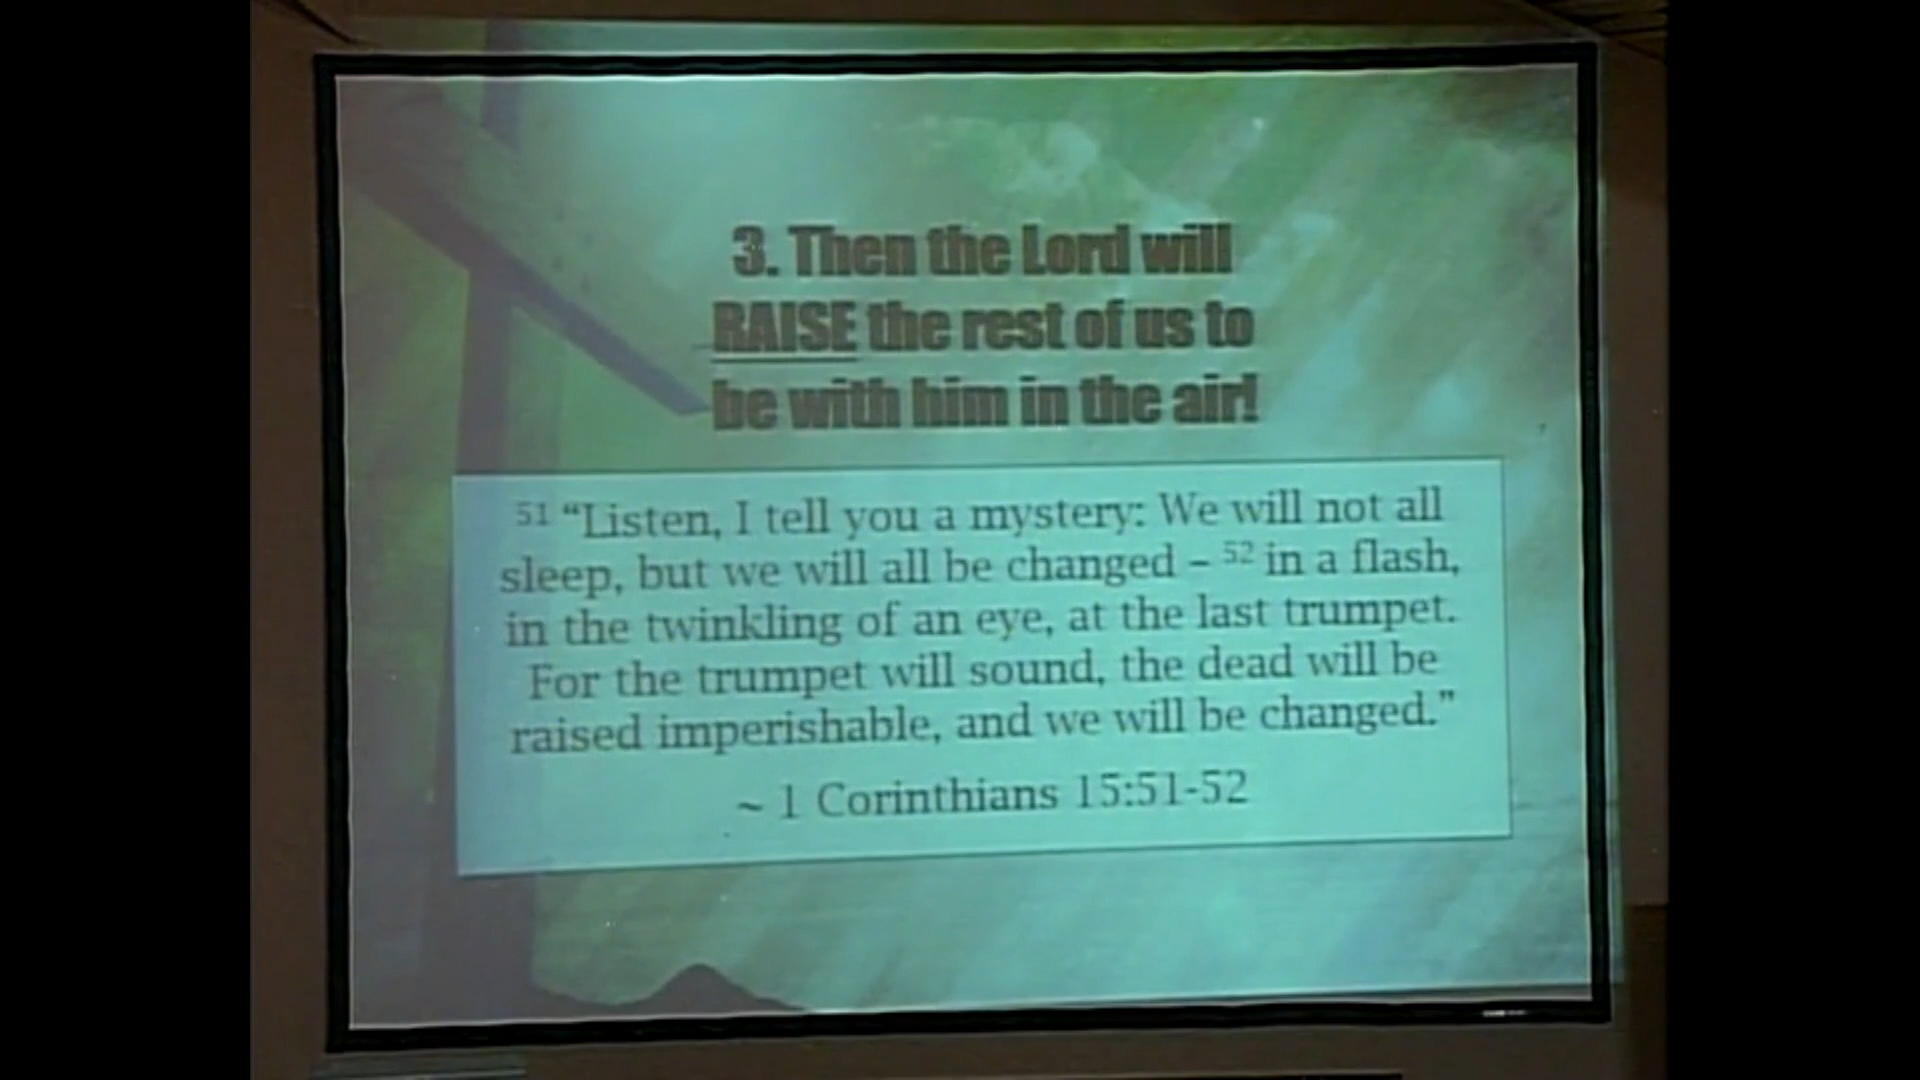 3. Then the Lord will
RAISE the rest of us to
be with him in the air!
51 “Listen, I tell you a mystery: We will not all
sleep, but we will all be changed – 52 in a flash,
in the twinkling of an eye, at the last trumpet.
For the trumpet will sound, the dead will be
raised imperishable, and we will be changed.”
~ 1 Corinthians 15:51-52